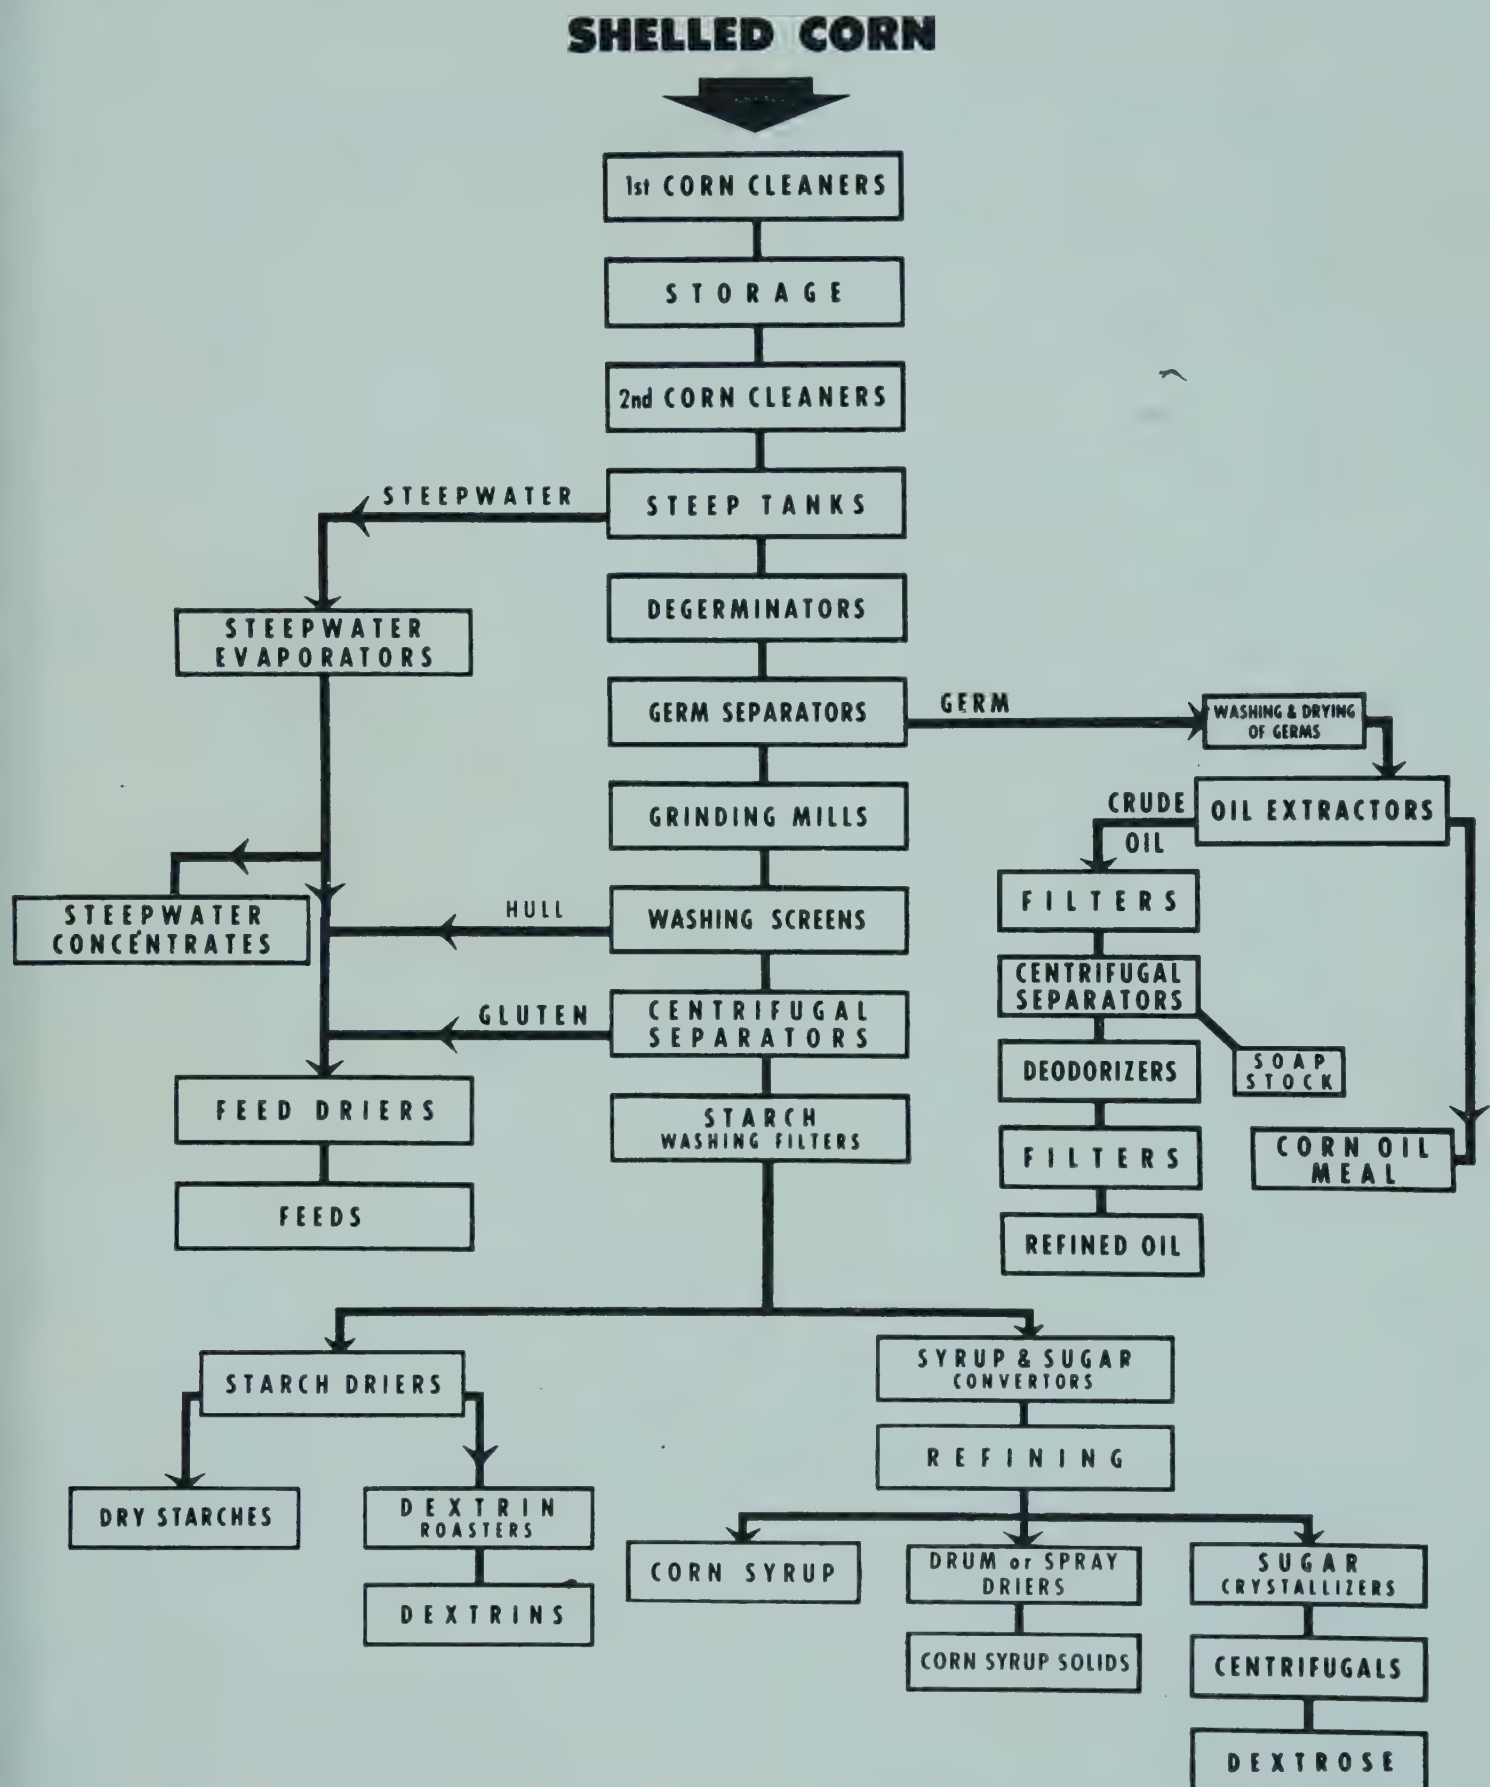 SHELLED CORN
1st CORN CLEANERS
STORAGE
2nd CORN CLEANERS
STEEPWATER
STEEP TANKS
DEGERMINATORS
STEEPWATER
EVAPORATORS
GERM SEPARATORS
GERM
WASHING & DRYING
OF GERMS
GRINDING MILLS
CRUDE
OIL
OIL EXTRACTORS
FILTERS
STEEPWATER
CONCENTRATES
HULL
WASHING SCREENS
CENTRIFUGAL
SEPARATORS
GLUTEN
CENTRIFUGAL
SEPARATORS
DEODORIZERS
SOAP
STOCK
FEED DRIERS
STARCH
WASHING FILTERS
FILTERS
CORN OIL
MEAL
FEEDS
REFINED OIL
STARCH DRIERS
SYRUP & SUGAR
CONVERTORS
REFINING
DRY STARCHES
DEXTRIN
ROASTERS
DEXTRINS
CORN SYRUP
DRUM or SPRAY
DRIERS
SUGAR
CRYSTALLIZERS
CORN SYRUP SOLIDS
CENTRIFUGALS
DEXTROSE